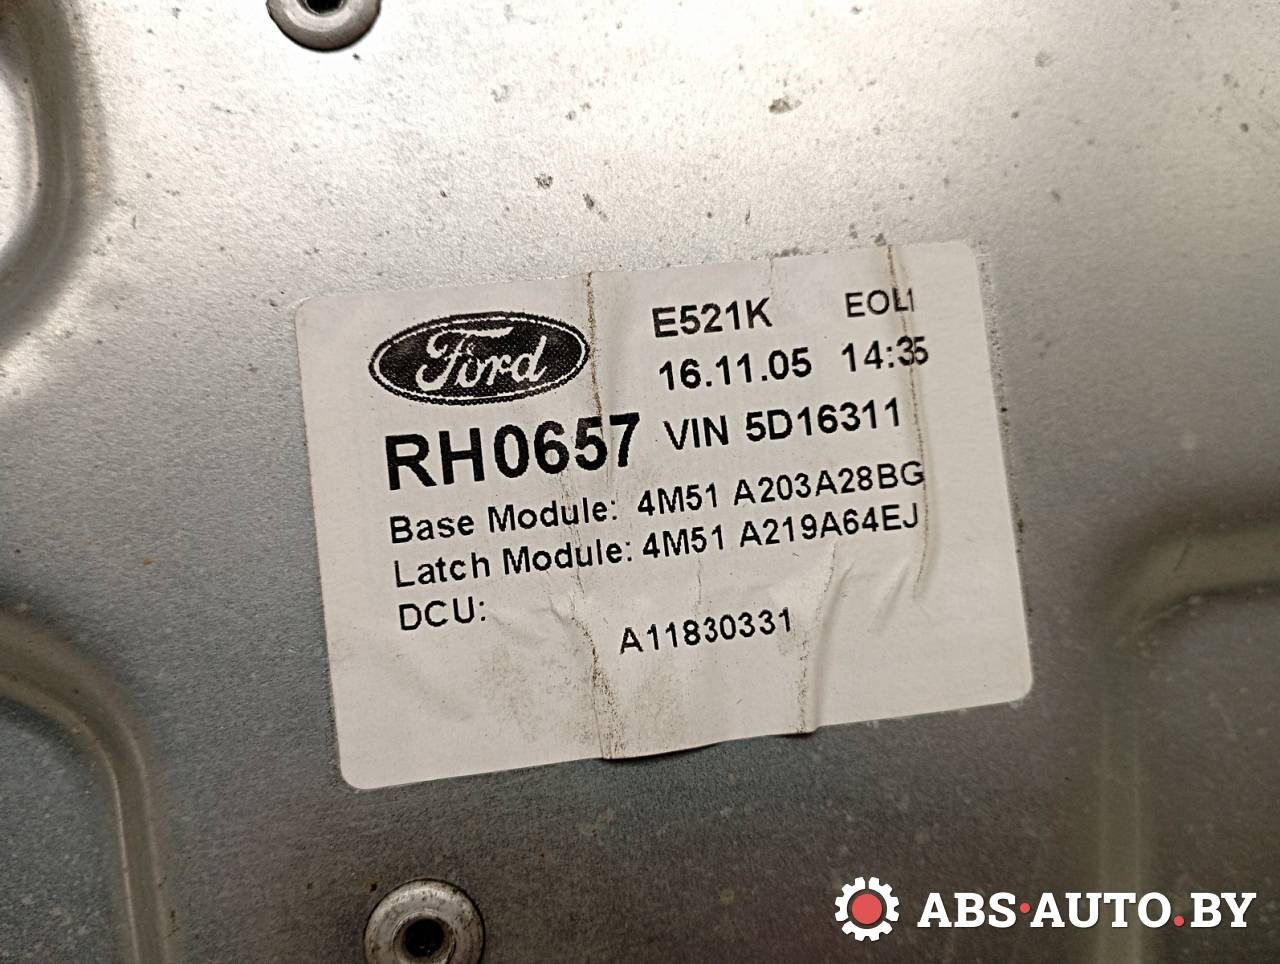 Ford
E521K EOL1
16.11.05 14:35
RH0657 VIN 5D16311
Base Module: 4M51 A203A28BG
Latch Module: 4M51 A219A64EJ
DCU:
A11830331
ABS·AUTO.BY